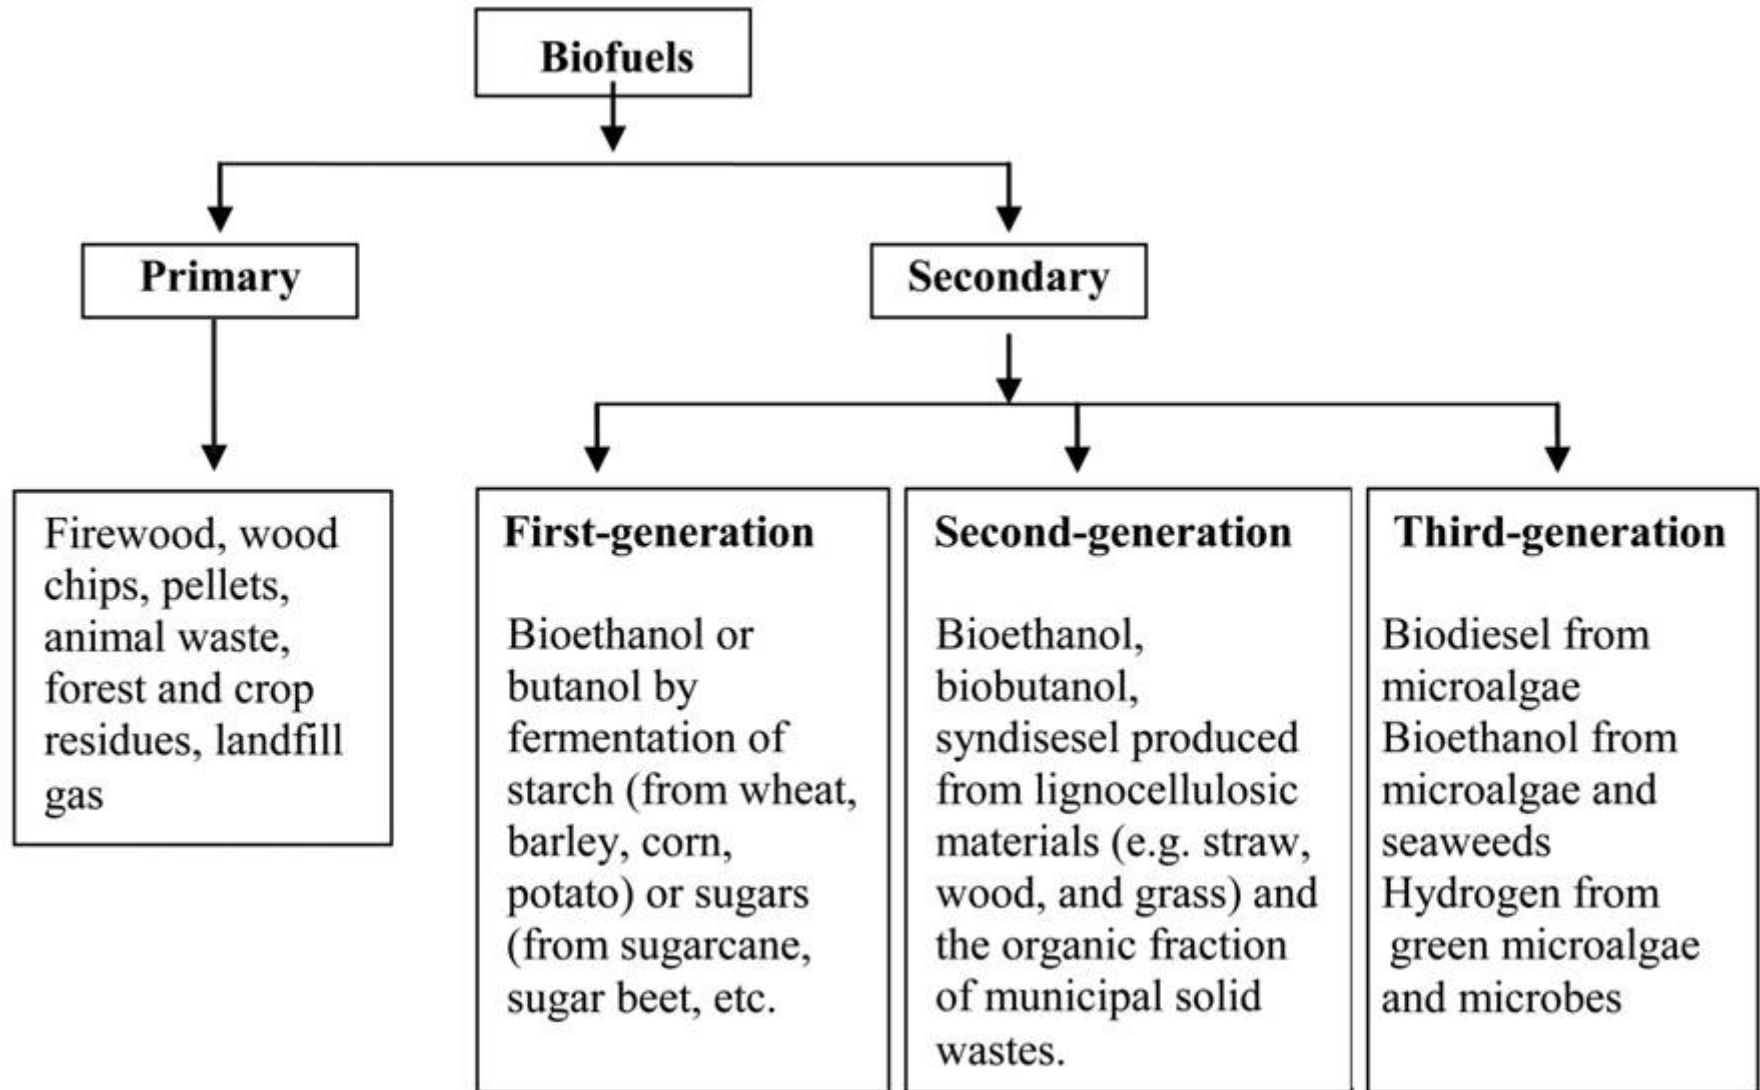 Biofuels
Primary
Secondary
Firewood, wood
chips, pellets,
animal waste,
forest and crop
residues, landfill
gas
First-generation
Bioethanol or
butanol by
fermentation of
starch (from wheat,
barley, corn,
potato) or sugars
(from sugarcane,
sugar beet, etc.
Second-generation
Bioethanol,
biobutanol,
syndisesel produced
from lignocellulosic
materials (e.g. straw,
wood, and grass) and
the organic fraction
of municipal solid
wastes.
Third-generation
Biodiesel from
microalgae
Bioethanol from
microalgae and
seaweeds
Hydrogen from
green microalgae
and microbes